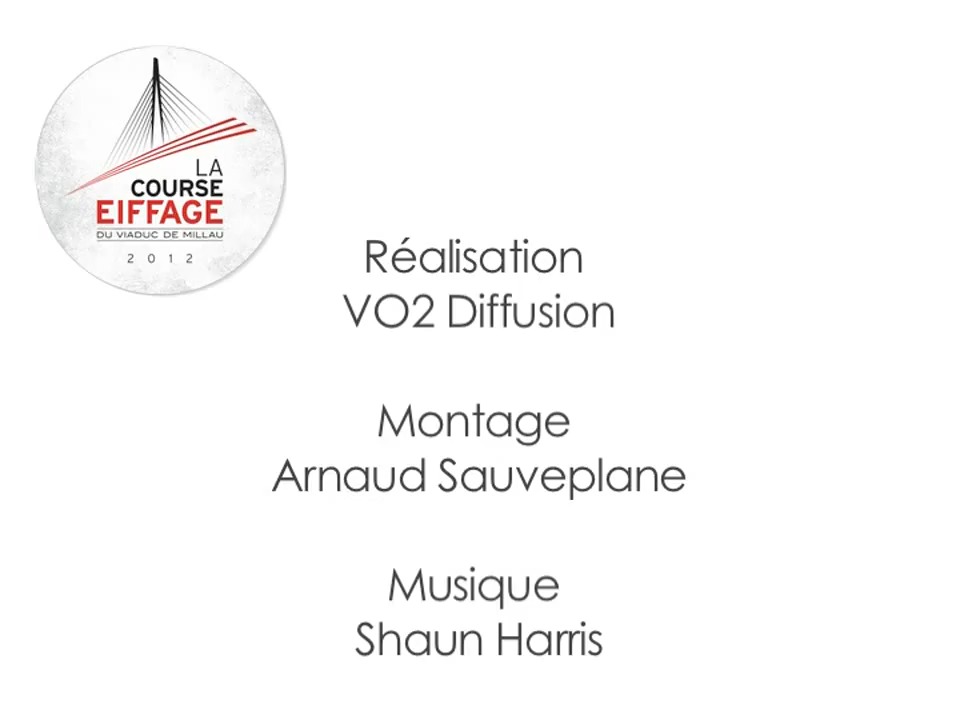 LA
COURSE
EIFFAGE
DU VIADUC DE MILLAU
2012
Réalisation
VO2 Diffusion
Montage
Arnaud Sauveplane
Musique
Shaun Harris